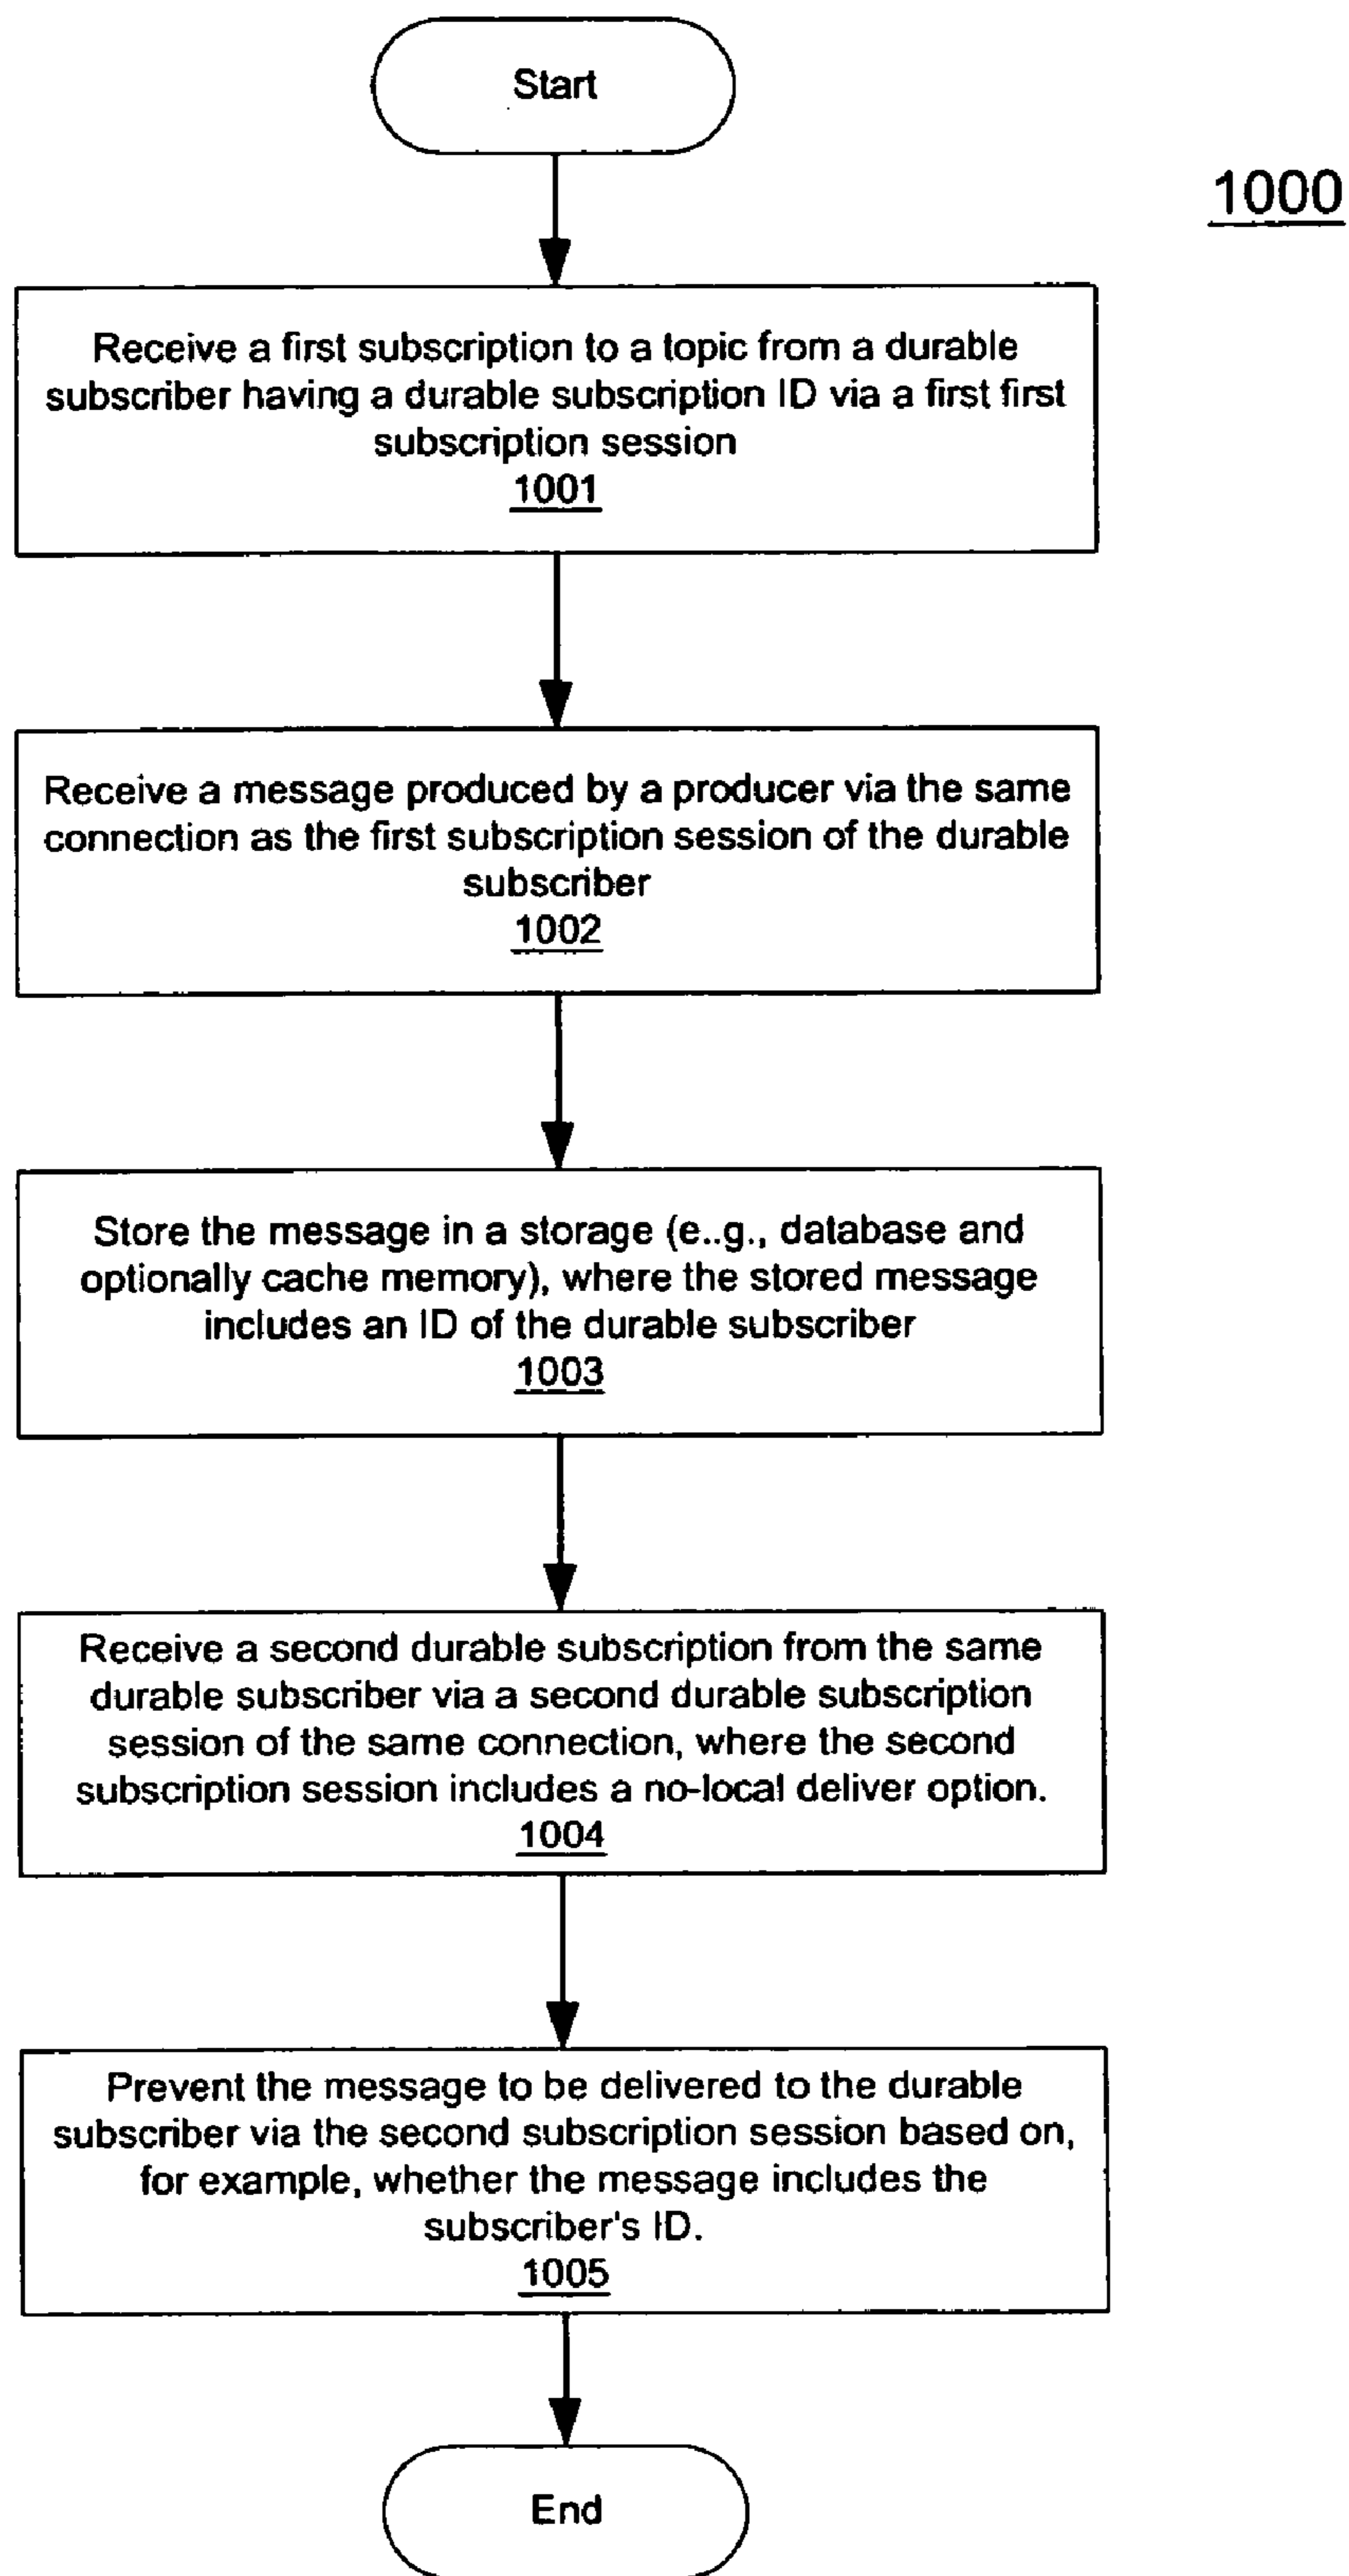 Start
1000
Receive a first subscription to a topic from a durable
subscriber having a durable subscription ID via a first first
subscription session
1001
Receive a message produced by a producer via the same
connection as the first subscription session of the durable
subscriber
1002
Store the message in a storage (e..g., database and
optionally cache memory), where the stored message
includes an ID of the durable subscriber
1003
Receive a second durable subscription from the same
durable subscriber via a second durable subscription
session of the same connection, where the second
subscription session includes a no-local deliver option.
1004
Prevent the message to be delivered to the durable
subscriber via the second subscription session based on,
for example, whether the message includes the
subscriber's ID.
1005
End